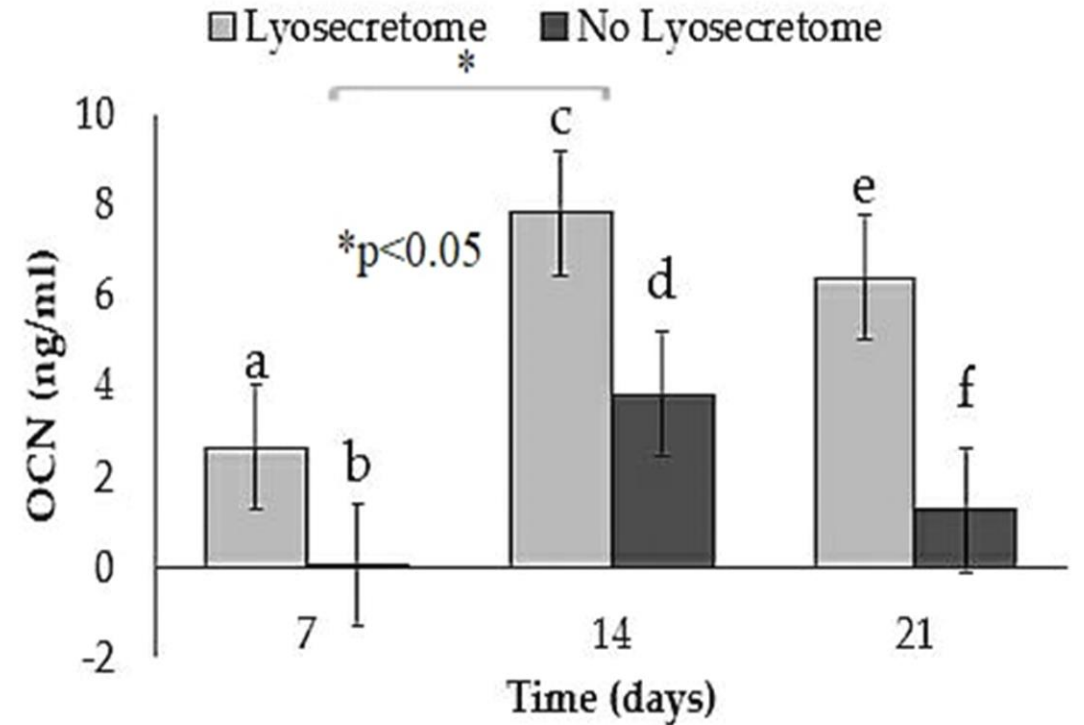 Lyosecretome No Lyosecretome
*
10
8
6
4
2
0
-2
OCN (ng/ml)
*p<0.05
a
b
c
d
e
f
7 14 21
Time (days)